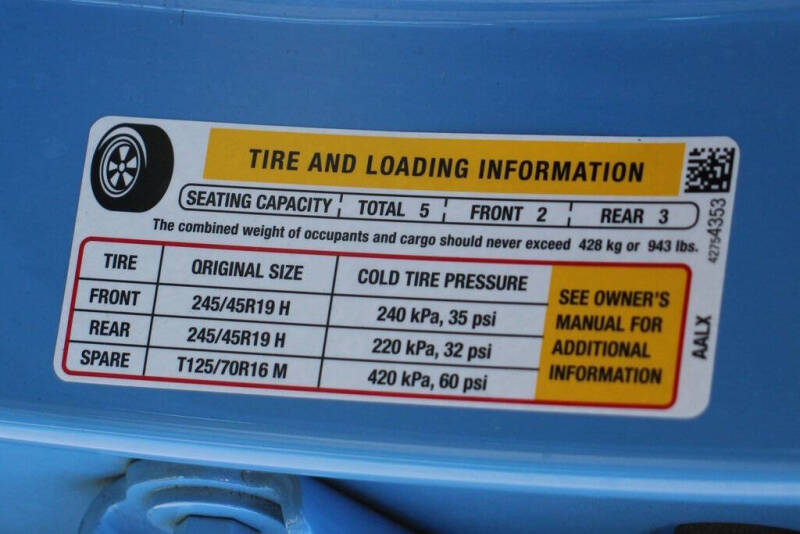 TIRE AND LOADING INFORMATION
SEATING CAPACITY TOTAL 5 FRONT 2 REAR 3
The combined weight of occupants and cargo should never exceed 428 kg or 943 lbs.
TIRE ORIGINAL SIZE COLD TIRE PRESSURE
FRONT 245/45R19 H 240 kPa, 35 psi
REAR 245/45R19 H 220 kPa, 32 psi
SPARE T125/70R16 M 420 kPa, 60 psi
SEE OWNER'S
MANUAL FOR
ADDITIONAL
INFORMATION
42754353
AALX